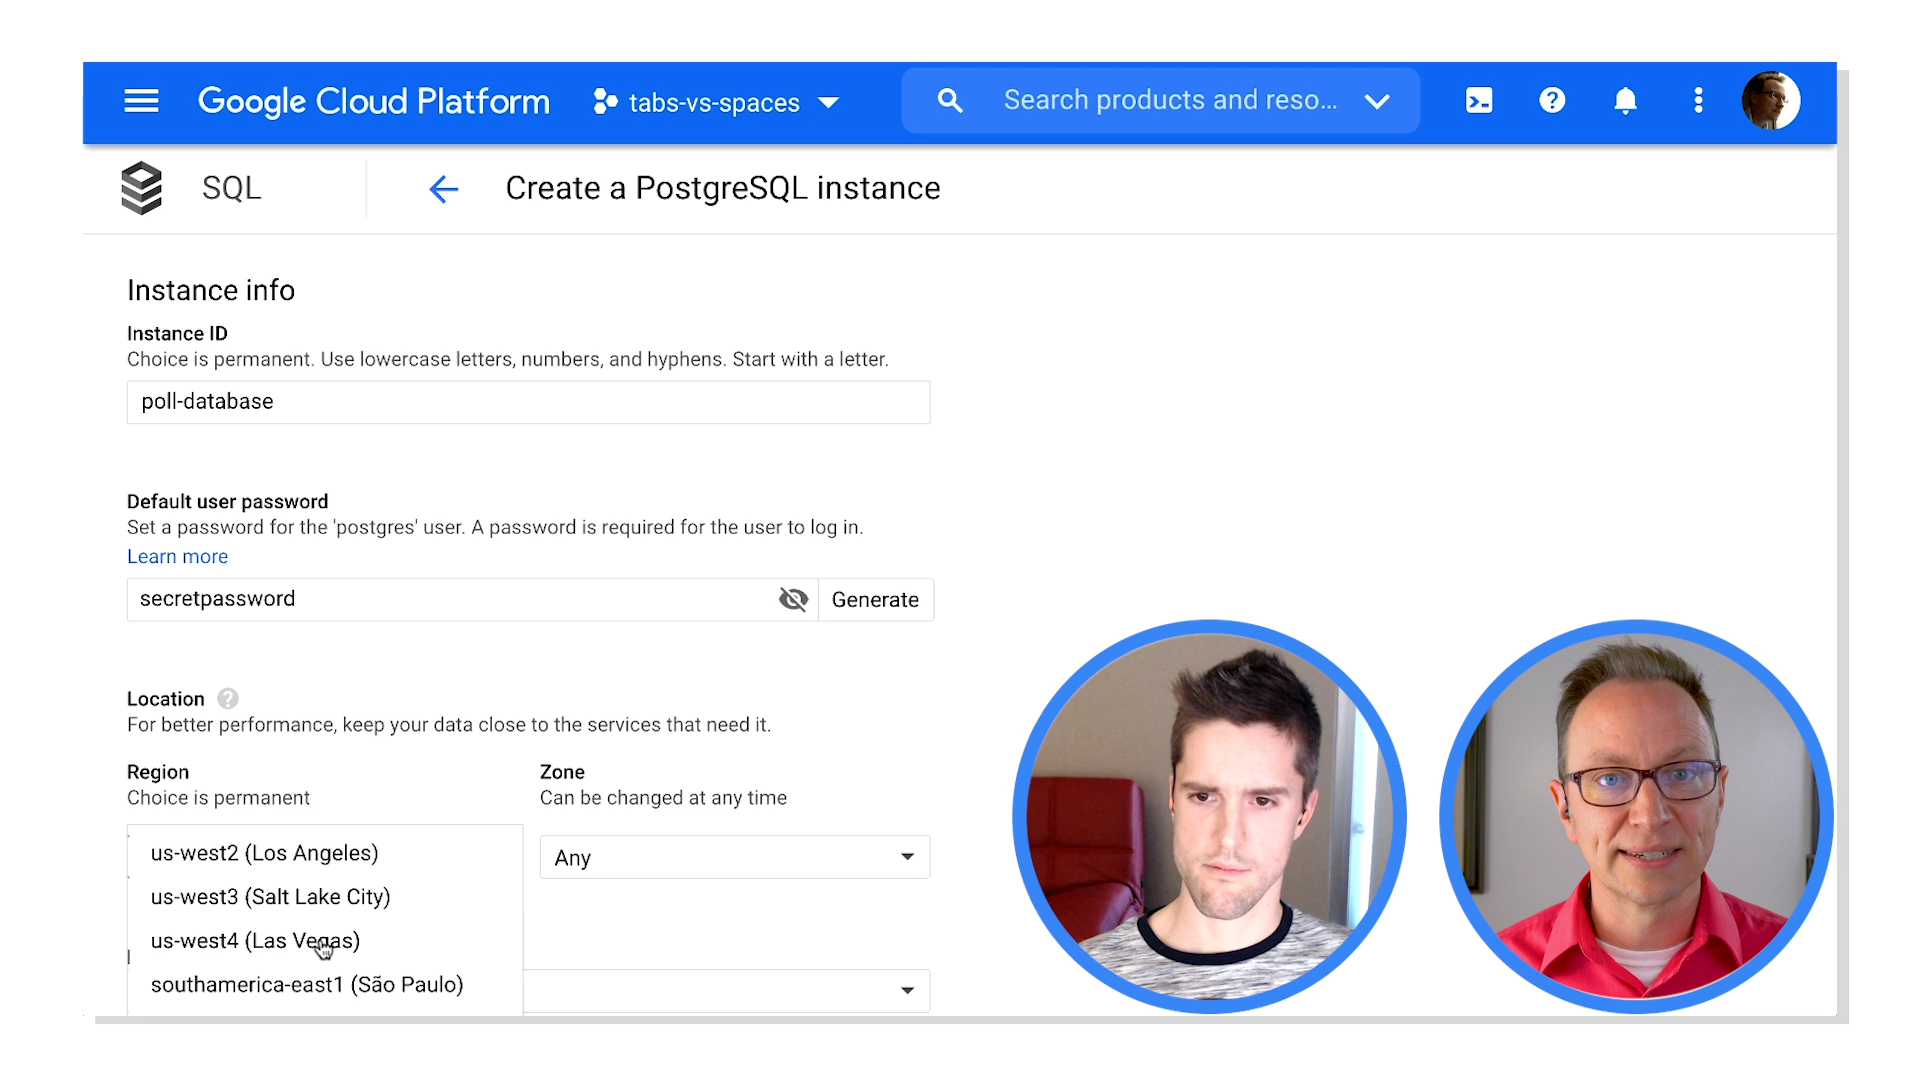 Google Cloud Platform
tabs-vs-spaces
Search products and reso...
SQL
Create a PostgreSQL instance
Instance info
Instance ID
Choice is permanent. Use lowercase letters, numbers, and hyphens. Start with a letter.
poll-database
Default user password
Set a password for the 'postgres' user. A password is required for the user to log in.
Learn more
secretpassword
Generate
Location
For better performance, keep your data close to the services that need it.
Region
Choice is permanent
Zone
Can be changed at any time
us-west2 (Los Angeles)
us-west3 (Salt Lake City)
us-west4 (Las Vegas)
southamerica-east1 (São Paulo)
Any